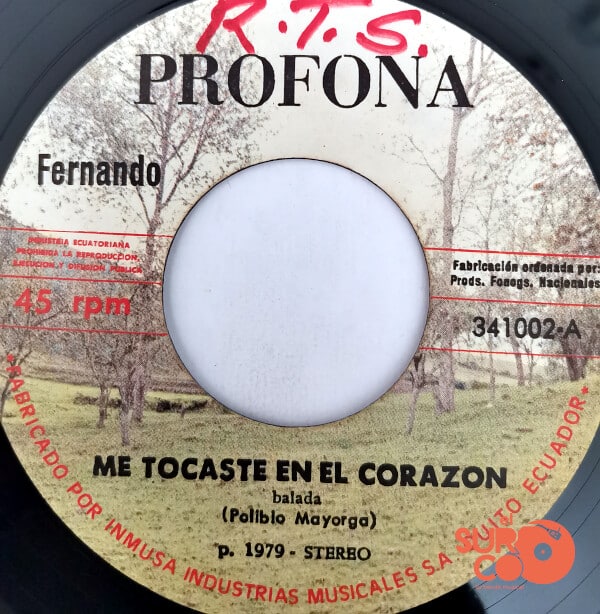 R.T.S.
PROFONA
Fernando
INDUSTRIA ECUATORIANA
PROHIBIDA LA REPRODUCCION,
EJECUCION Y DIFUSION PUBLICA
45 rpm
Fabricación ordenada por:
Prods. Fonogs. Nacionales
341002-A
ME TOCASTE EN EL CORAZON
balada
(Poliblo Mayorga)
p. 1979 - STEREO
•FABRICADO POR INMUSA INDUSTRIAS MUSICALES S.A QUITO ECUADOR•
SURCO